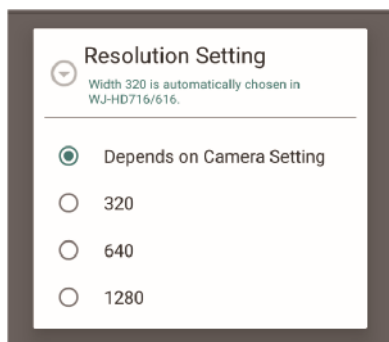 Resolution Setting
Width 320 is automatically chosen in
WJ-HD716/616.
Depends on Camera Setting
320
640
1280